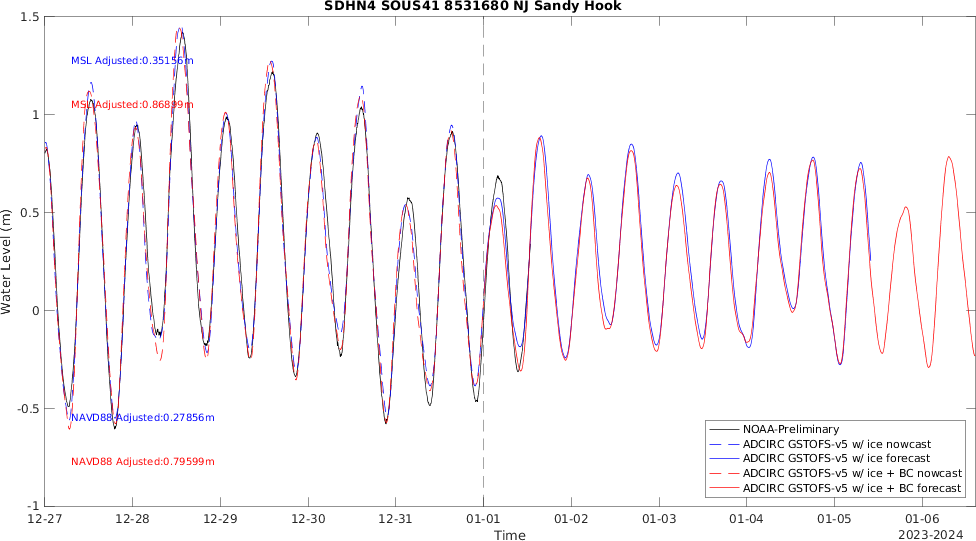 SDHN4 SOUS41 8531680 NJ Sandy Hook
1.5
1
0.5
0
-0.5
-1
Water Level (m)
MSL Adjusted:0.35156m
MSL Adjusted:0.86899m
NAVD88 Adjusted:0.27856m
NAVD88 Adjusted:0.79599m
NOAA-Preliminary
ADCIRC GSTOFS-v5 w/ ice nowcast
ADCIRC GSTOFS-v5 w/ ice forecast
ADCIRC GSTOFS-v5 w/ ice + BC nowcast
ADCIRC GSTOFS-v5 w/ ice + BC forecast
12-27 12-28 12-29 12-30 12-31 01-01 01-02 01-03 01-04 01-05 01-06
Time
2023-2024